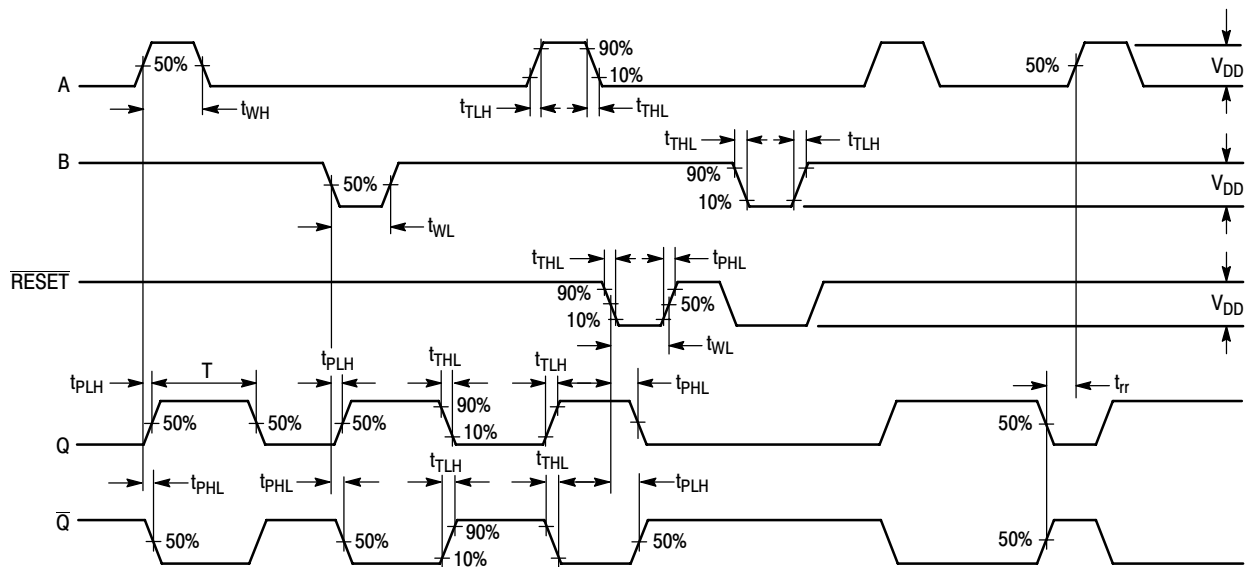 A
50%
t_WH
t_TLH
90%
10%
t_THL
50%
V_DD
B
50%
t_WL
t_THL
t_TLH
90%
10%
V_DD
R̅E̅S̅E̅T̅
t_THL
t_PHL
90%
10%
50%
t_WL
V_DD
t_PLH
T
t_PLH
t_THL
t_TLH
t_PHL
t_rr
Q
50%
50%
50%
90%
10%
50%
50%
t_PHL
t_PHL
t_TLH
t_THL
t_PLH
Q̅
50%
50%
90%
10%
50%
50%